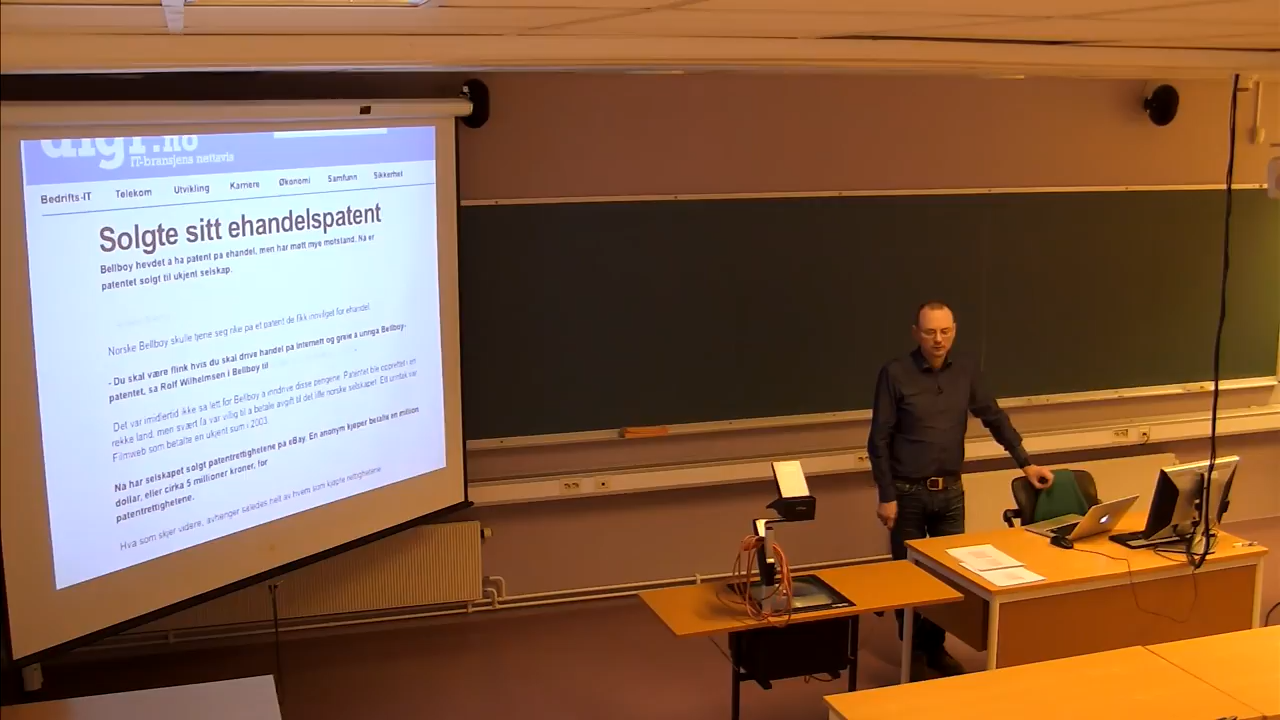 digi.no
IT-bransjens nettavis
Bedrifts-IT Telekom Utvikling Karriere Økonomi Samfunn Sikkerhet
Solgte sitt ehandelspatent
Bellboy hevdet å ha patent på ehandel, men har møtt mye motstand. Nå er
patentet solgt til ukjent selskap.
Norske Bellboy skulle tjene seg rike på et patent de fikk innvilget for ehandel.
- Du skal være flink hvis du skal drive handel på Internett og greie å unngå Bellboy-
patentet, sa Rolf Wilhelmsen i Bellboy til
Det var imidlertid ikke så lett for Bellboy å inndrive disse pengene. Patentet ble opprettet i en
rekke land, men svært få var villig til å betale avgift til det lille norske selskapet. Ett unntak var
Filmweb som betalte en ukjent sum i 2003.
Nå har selskapet solgt patentrettighetene på eBay. En anonym kjøper betalte en million
dollar, eller cirka 5 millioner kroner, for
patentrettighetene.
Hva som skjer videre, avhenger således helt av hvem som kjøpte rettighetene.